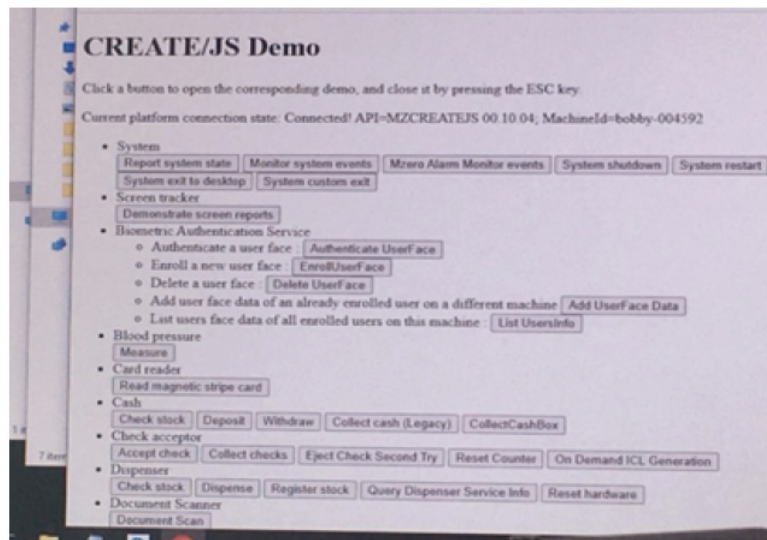 CREATE/JS Demo
Click a button to open the corresponding demo, and close it by pressing the ESC key.
Current platform connection state: Connected! API=MZCREATEJS 00.10.04; MachineId=bobby-004592
System
Report system state Monitor system events Mzero Alarm Monitor events System shutdown System restart
System exit to desktop System custom exit
Screen tracker
Demonstrate screen reports
Biometric Authentication Service
Authenticate a user face : Authenticate UserFace
Enroll a new user face : EnrollUserFace
Delete a user face : Delete UserFace
Add user face data of an already enrolled user on a different machine Add UserFace Data
List users face data of all enrolled users on this machine : List UsersInfo
Blood pressure
Measure
Card reader
Read magnetic stripe card
Cash
Check stock Deposit Withdraw Collect cash (Legacy) CollectCashBox
Check acceptor
Accept check Collect checks Eject Check Second Try Reset Counter On Demand ICL Generation
Dispenser
Check stock Dispense Register stock Query Dispenser Service Info Reset hardware
Document Scanner
Document Scan